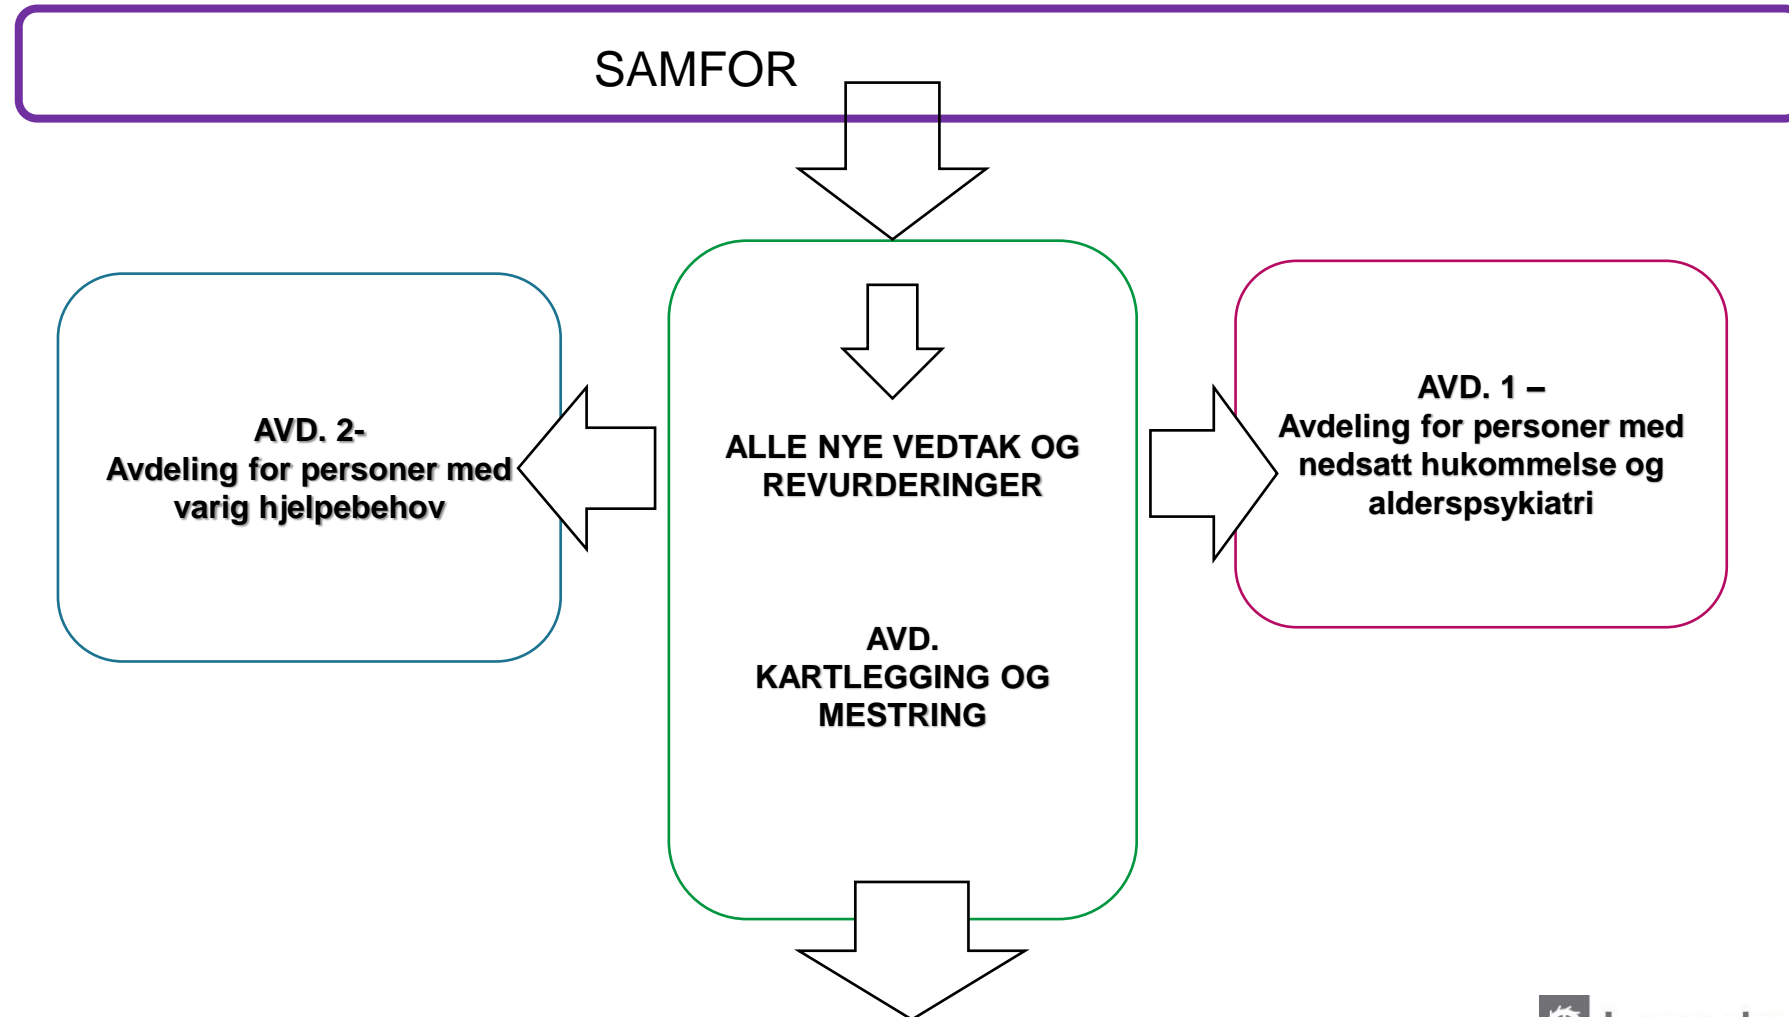 SAMFOR
AVD. 2-
Avdeling for personer med
varig hjelpebehov
ALLE NYE VEDTAK OG
REVURDERINGER
AVD.
KARTLEGGING OG
MESTRING
AVD. 1 –
Avdeling for personer med
nedsatt hukommelse og
alderspsykiatri